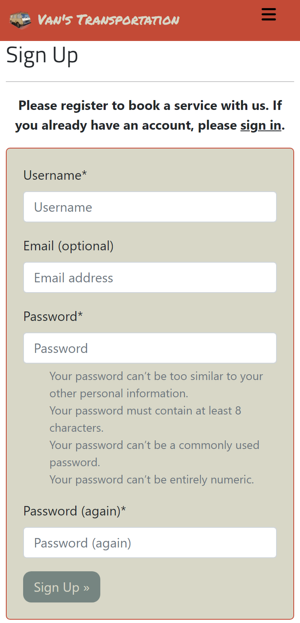 Van's Transportation
Sign Up
Please register to book a service with us. If
you already have an account, please sign in.
Username*
Username
Email (optional)
Email address
Password*
Password
Your password can't be too similar to your
other personal information.
Your password must contain at least 8
characters.
Your password can't be a commonly used
password.
Your password can't be entirely numeric.
Password (again)*
Password (again)
Sign Up »